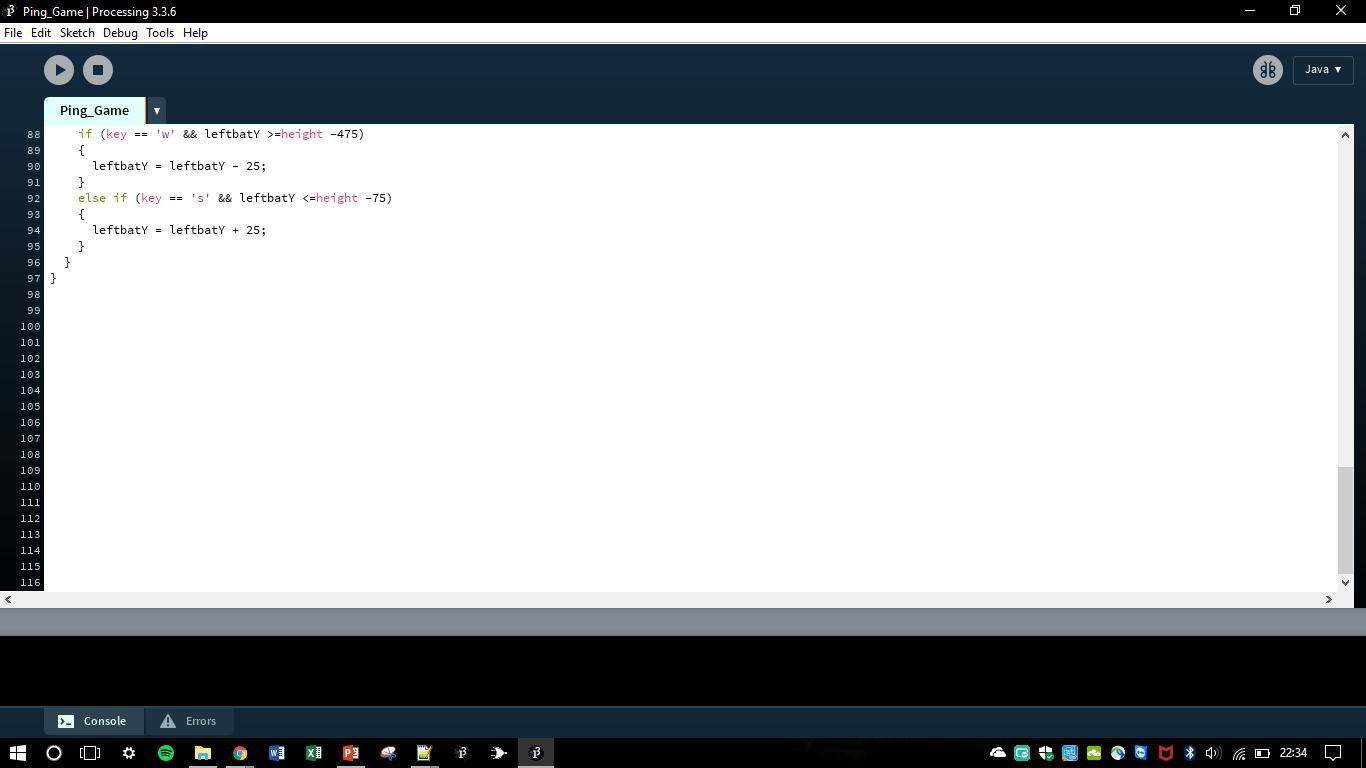 Ping_Game | Processing 3.3.6
File Edit Sketch Debug Tools Help
Java ▼
Ping_Game ▼
88 if (key == 'w' && leftbatY >=height -475)
89 {
90 leftbatY = leftbatY - 25;
91 }
92 else if (key == 's' && leftbatY <=height -75)
93 {
94 leftbatY = leftbatY + 25;
95 }
96 }
97 }
98
99
100
101
102
103
104
105
106
107
108
109
110
111
112
113
114
115
116
Console Errors
22:34